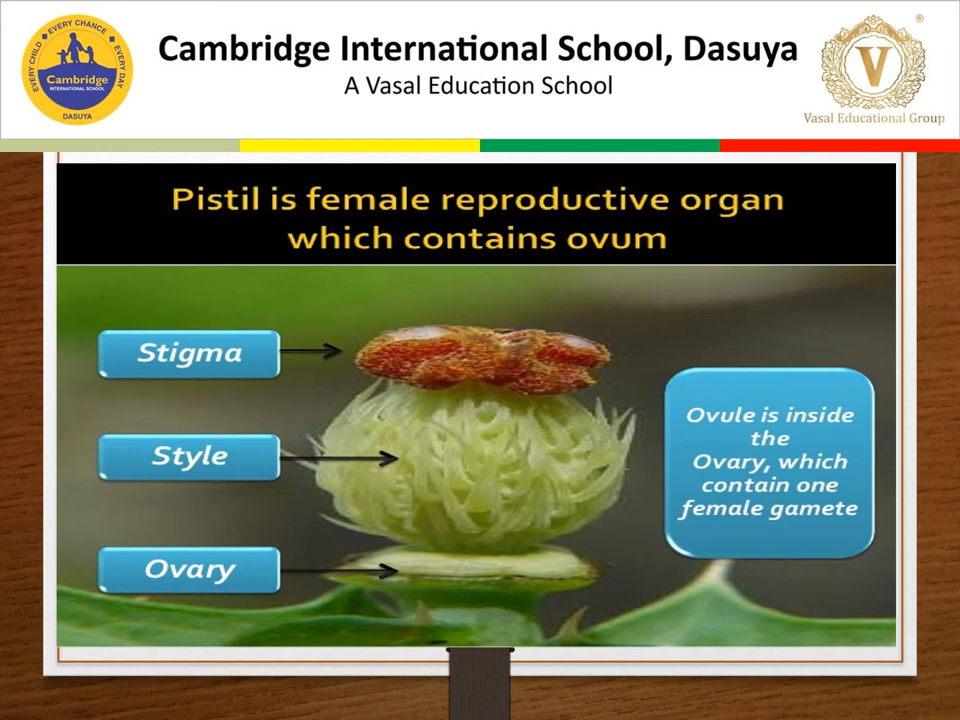 EVERY CHILD • EVERY CHANCE • EVERY DAY
Cambridge
INTERNATIONAL SCHOOL
DASUYA
Cambridge International School, Dasuya
A Vasal Education School
®
V
Vasal Educational Group
Pistil is female reproductive organ
which contains ovum
Stigma
Style
Ovary
Ovule is inside
the
Ovary, which
contain one
female gamete